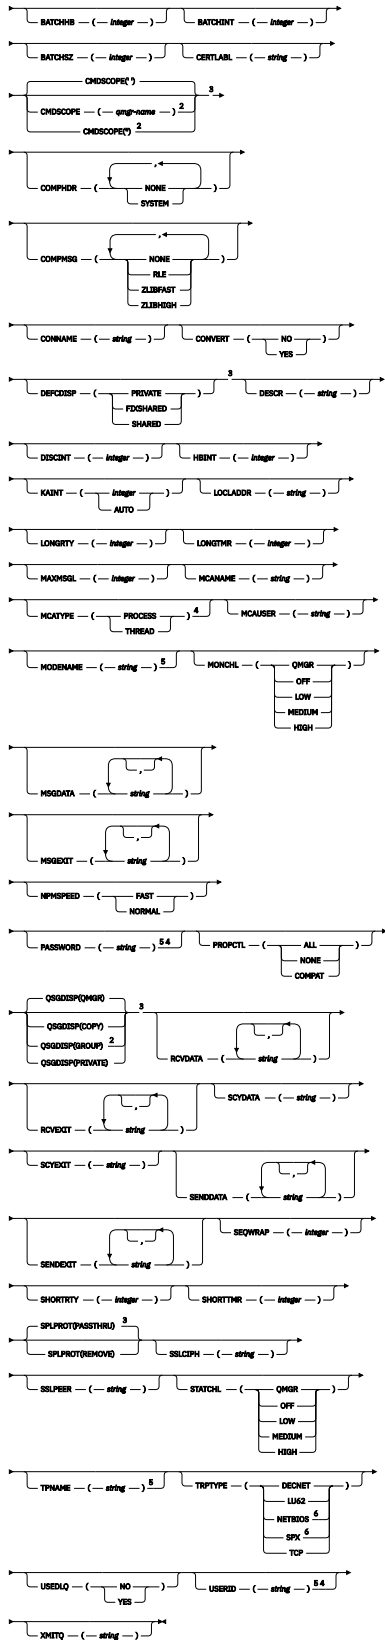 BATCHHB ( integer ) BATCHINT ( integer )
BATCHSZ ( integer ) CERTLABL ( string )
CMDSCOPE(' ')
CMDSCOPE ( qmgr-name ) 2 3
CMDSCOPE(*) 2
COMPHDR ( , NONE )
SYSTEM
COMPMSG ( , NONE )
RLE
ZLIBFAST
ZLIBHIGH
CONNAME ( string ) CONVERT ( NO )
YES
DEFCDISP ( PRIVATE ) 3 DESCR ( string )
FIXSHARED
SHARED
DISCINT ( integer ) HBINT ( integer )
KAINT ( integer ) LOCLADDR ( string )
AUTO
LONGRTY ( integer ) LONGTMR ( integer )
MAXMSGL ( integer ) MCANAME ( string )
MCATYPE ( PROCESS ) 4 MCAUSER ( string )
THREAD
MODENAME ( string ) 5 MONCHL ( QMGR )
OFF
LOW
MEDIUM
HIGH
,
MSGDATA ( string )
,
MSGEXIT ( string )
NPMSPEED ( FAST )
NORMAL
PASSWORD ( string ) 5 4 PROPCTL ( ALL )
NONE
COMPAT
QSGDISP(QMGR) 3
QSGDISP(COPY)
QSGDISP(GROUP) 2
QSGDISP(PRIVATE)
,
RCVDATA ( string )
,
RCVEXIT ( string ) SCYDATA ( string )
SCYEXIT ( string )
,
SENDDATA ( string )
,
SENDEXIT ( string ) SEQWRAP ( integer )
SHORTRTY ( integer ) SHORTTMR ( integer )
SPLPROT(PASSTHRU) 3
SPLPROT(REMOVE) SSLCIPH ( string )
SSLPEER ( string ) STATCHL ( QMGR )
OFF
LOW
MEDIUM
HIGH
TPNAME ( string ) 5 TRPTYPE ( DECNET )
LU62
NETBIOS 6
SPX 6
TCP
USEDLQ ( NO ) USERID ( string ) 5 4
YES
XMITQ ( string )